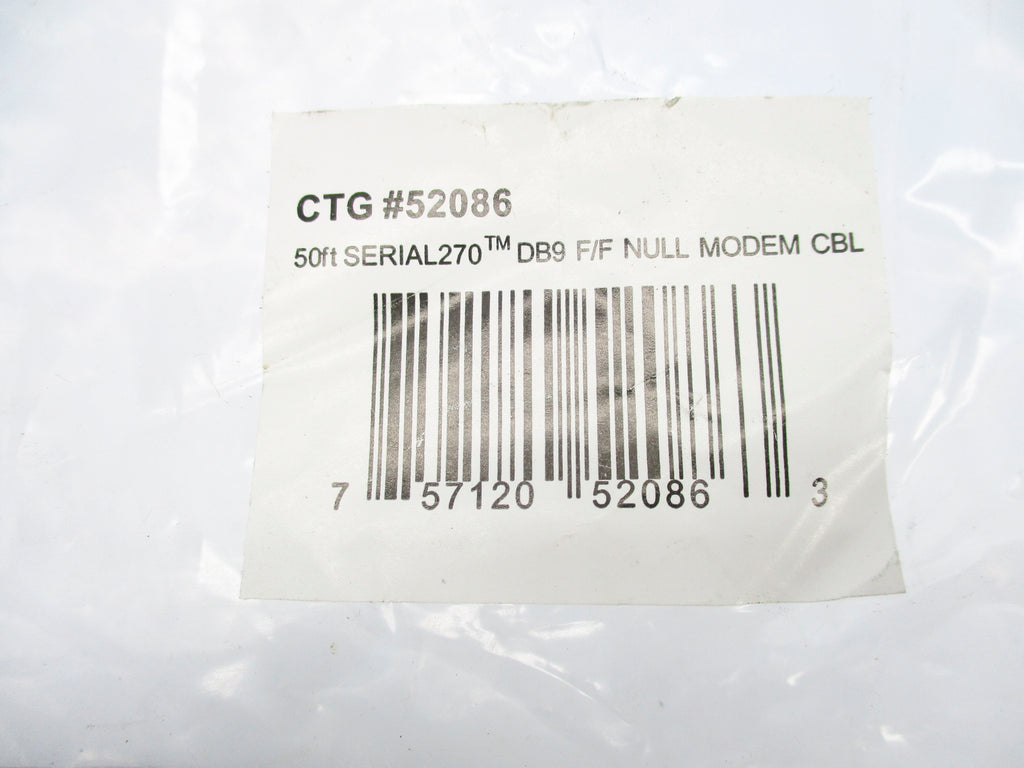 CTG #52086
50ft SERIAL270™ DB9 F/F NULL MODEM CBL
7 57120 52086 3